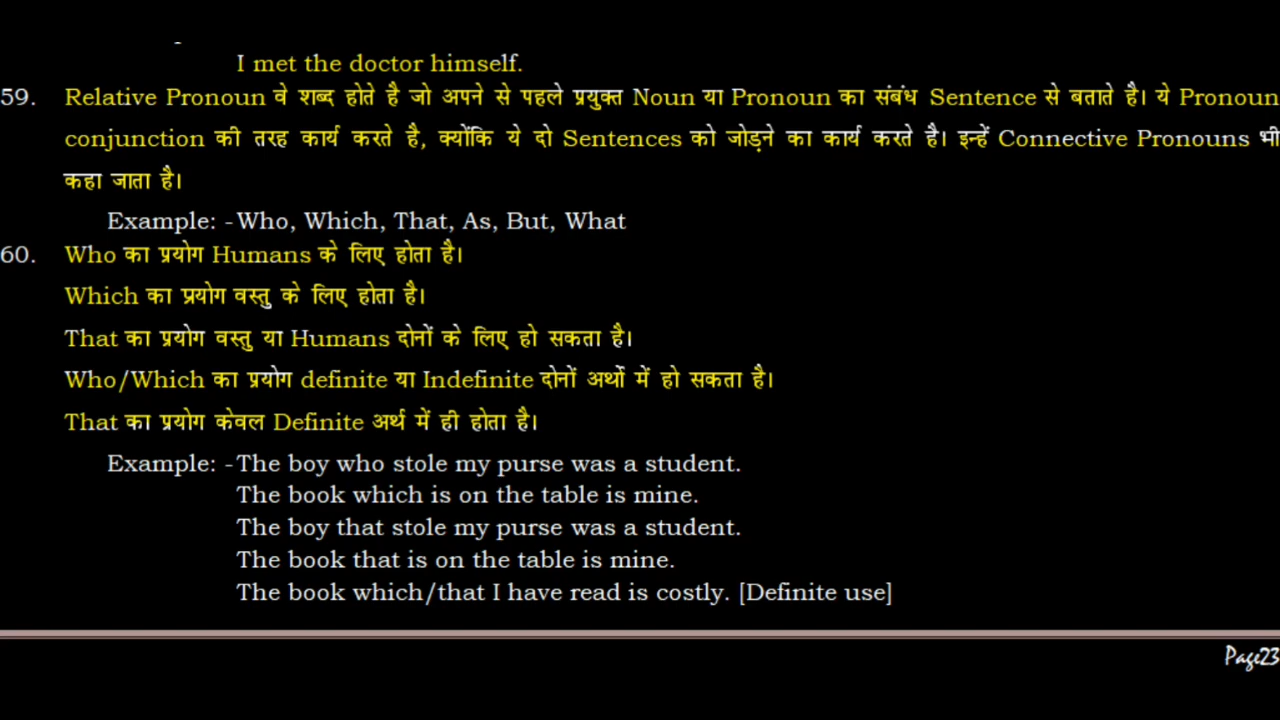 I met the doctor himself.
59. Relative Pronoun वे शब्द होते है जो अपने से पहले प्रयुक्त Noun या Pronoun का संबंध Sentence से बताते है। ये Pronoun
conjunction की तरह कार्य करते है, क्योंकि ये दो Sentences को जोड़ने का कार्य करते है। इन्हें Connective Pronouns भी
कहा जाता है।
Example: -Who, Which, That, As, But, What
60. Who का प्रयोग Humans के लिए होता है।
Which का प्रयोग वस्तु के लिए होता है।
That का प्रयोग वस्तु या Humans दोनों के लिए हो सकता है।
Who/Which का प्रयोग definite या Indefinite दोनों अर्थो में हो सकता है।
That का प्रयोग केवल Definite अर्थ में ही होता है।
Example: -The boy who stole my purse was a student.
The book which is on the table is mine.
The boy that stole my purse was a student.
The book that is on the table is mine.
The book which/that I have read is costly. [Definite use]
Page23